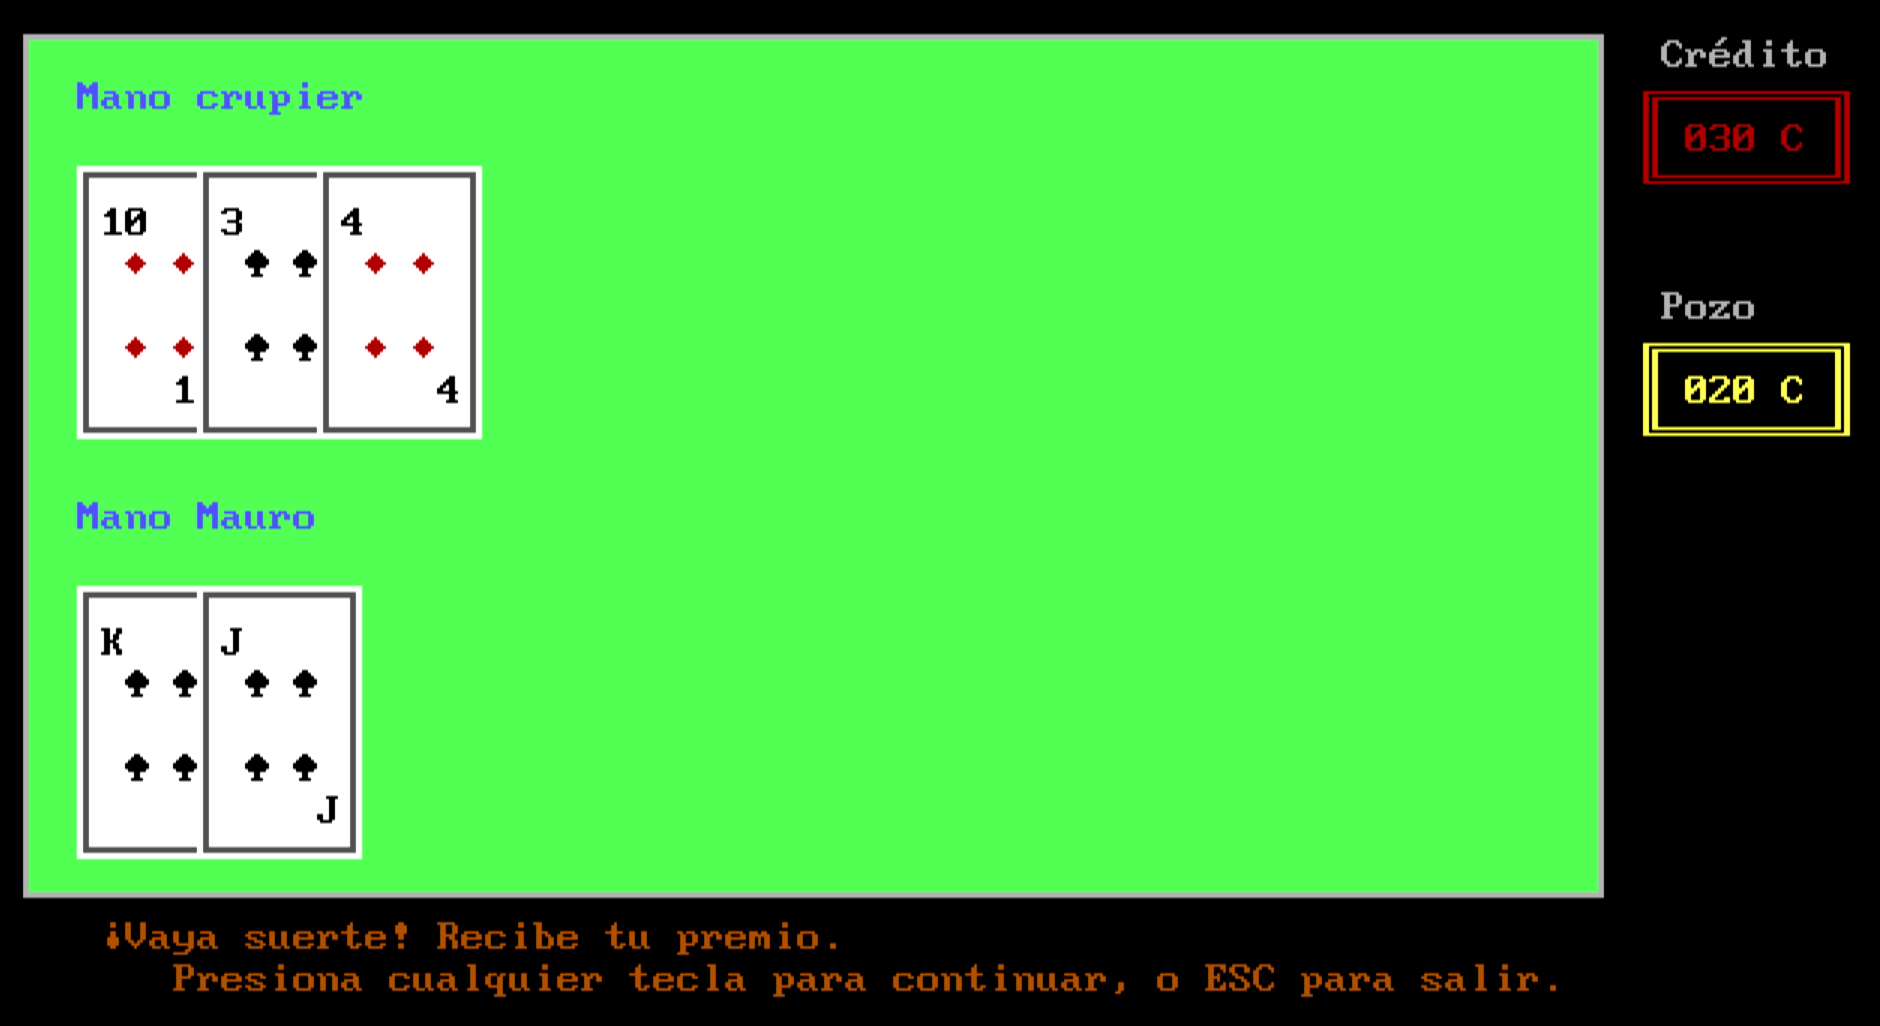 Crédito
Mano crupier
030 C
10 3 4
Pozo
1 4
020 C
Mano Mauro
K J
J
¡Vaya suerte! Recibe tu premio.
Presiona cualquier tecla para continuar, o ESC para salir.